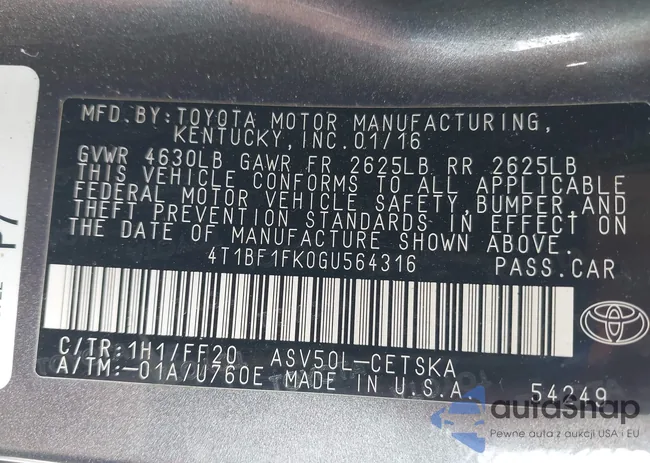 MFD.BY:TOYOTA MOTOR MANUFACTURING,
KENTUCKY,INC.01/16
GVWR 4630LB GAWR FR 2625LB RR 2625LB
THIS VEHICLE CONFORMS TO ALL APPLICABLE
FEDERAL MOTOR VEHICLE SAFETY,BUMPER,AND
THEFT PREVENTION STANDARDS IN EFFECT ON
THE DATE OF MANUFACTURE SHOWN ABOVE.
4T1BF1FK0GU564316 PASS.CAR
C/TR:1H1/FF20 ASV50L-CETSKA
A/TM:-01A/U760E MADE IN U.S.A. 54249
autosnap
Pewne auta z aukcji USA i EU